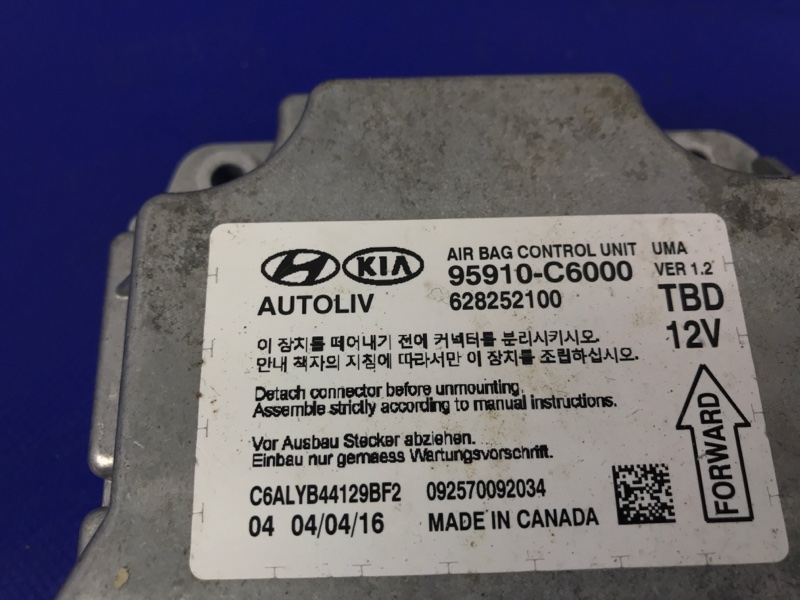 KIA
AIR BAG CONTROL UNIT UMA
95910-C6000 VER 1.2
AUTOLIV 628252100 TBD
12V
이 장치를 떼어내기 전에 커넥터를 분리시키시오.
안내 책자의 지침에 따라서만 이 장치를 조립하십시오.
Detach connector before unmounting.
Assemble strictly according to manual instructions.
Vor Ausbau Stecker abziehen.
Einbau nur gemaess Wartungsvorschrift.
C6ALYB44129BF2 092570092034
04 04/04/16 MADE IN CANADA
FORWARD